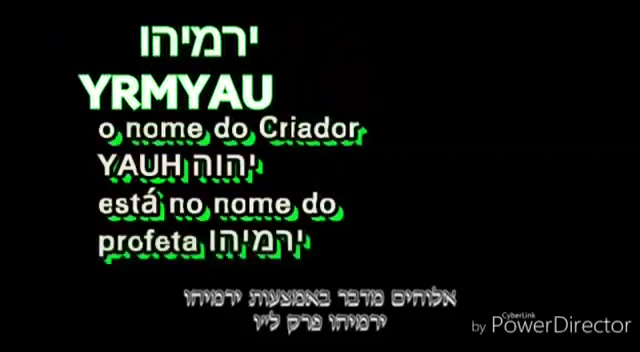 ירמיהו
YRMYAU
o nome do Criador
YAUH יהוה
está no nome do
profeta ירמיהו
אלוהים מדבר באמצעות ירמיהו
ירמיהו פרק ל"ו
by CyberLink PowerDirector